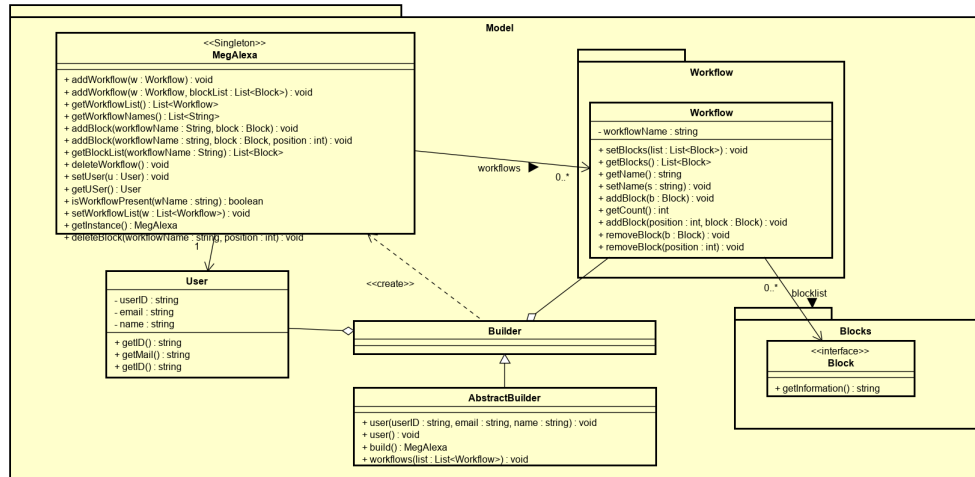 Model
<<Singleton>>
MegAlexa
+ addWorkflow(w : Workflow) : void
+ addWorkflow(w : Workflow, blockList : List<Block>) : void
+ getWorkflowList() : List<Workflow>
+ getWorkflowNames() : List<String>
+ addBlock(workflowName : String, block : Block) : void
+ addBlock(workflowName : string, block : Block, position : int) : void
+ getBlockList(workflowName : String) : List<Block>
+ deleteWorkflow() : void
+ setUser(u : User) : void
+ getUSer() : User
+ isWorkflowPresent(wName : string) : boolean
+ setWorkflowList(w : List<Workflow>) : void
+ getInstance() : MegAlexa
+ deleteBlock(workflowName : string, position : int) : void
workflows
0..*
Workflow
Workflow
- workflowName : string
+ setBlocks(list : List<Block>) : void
+ getBlocks() : List<Block>
+ getName() : string
+ setName(s : string) : void
+ addBlock(b : Block) : void
+ getCount() : int
+ addBlock(position : int, block : Block) : void
+ removeBlock(b : Block) : void
+ removeBlock(position : int) : void
1
User
- userID : string
- email : string
- name : string
+ getID() : string
+ getMail() : string
+ getID() : string
<<create>>
Builder
AbstractBuilder
+ user(userID : string, email : string, name : string) : void
+ user() : void
+ build() : MegAlexa
+ workflows(list : List<Workflow>) : void
0..*
blocklist
Blocks
<<interface>>
Block
+ getInformation() : string